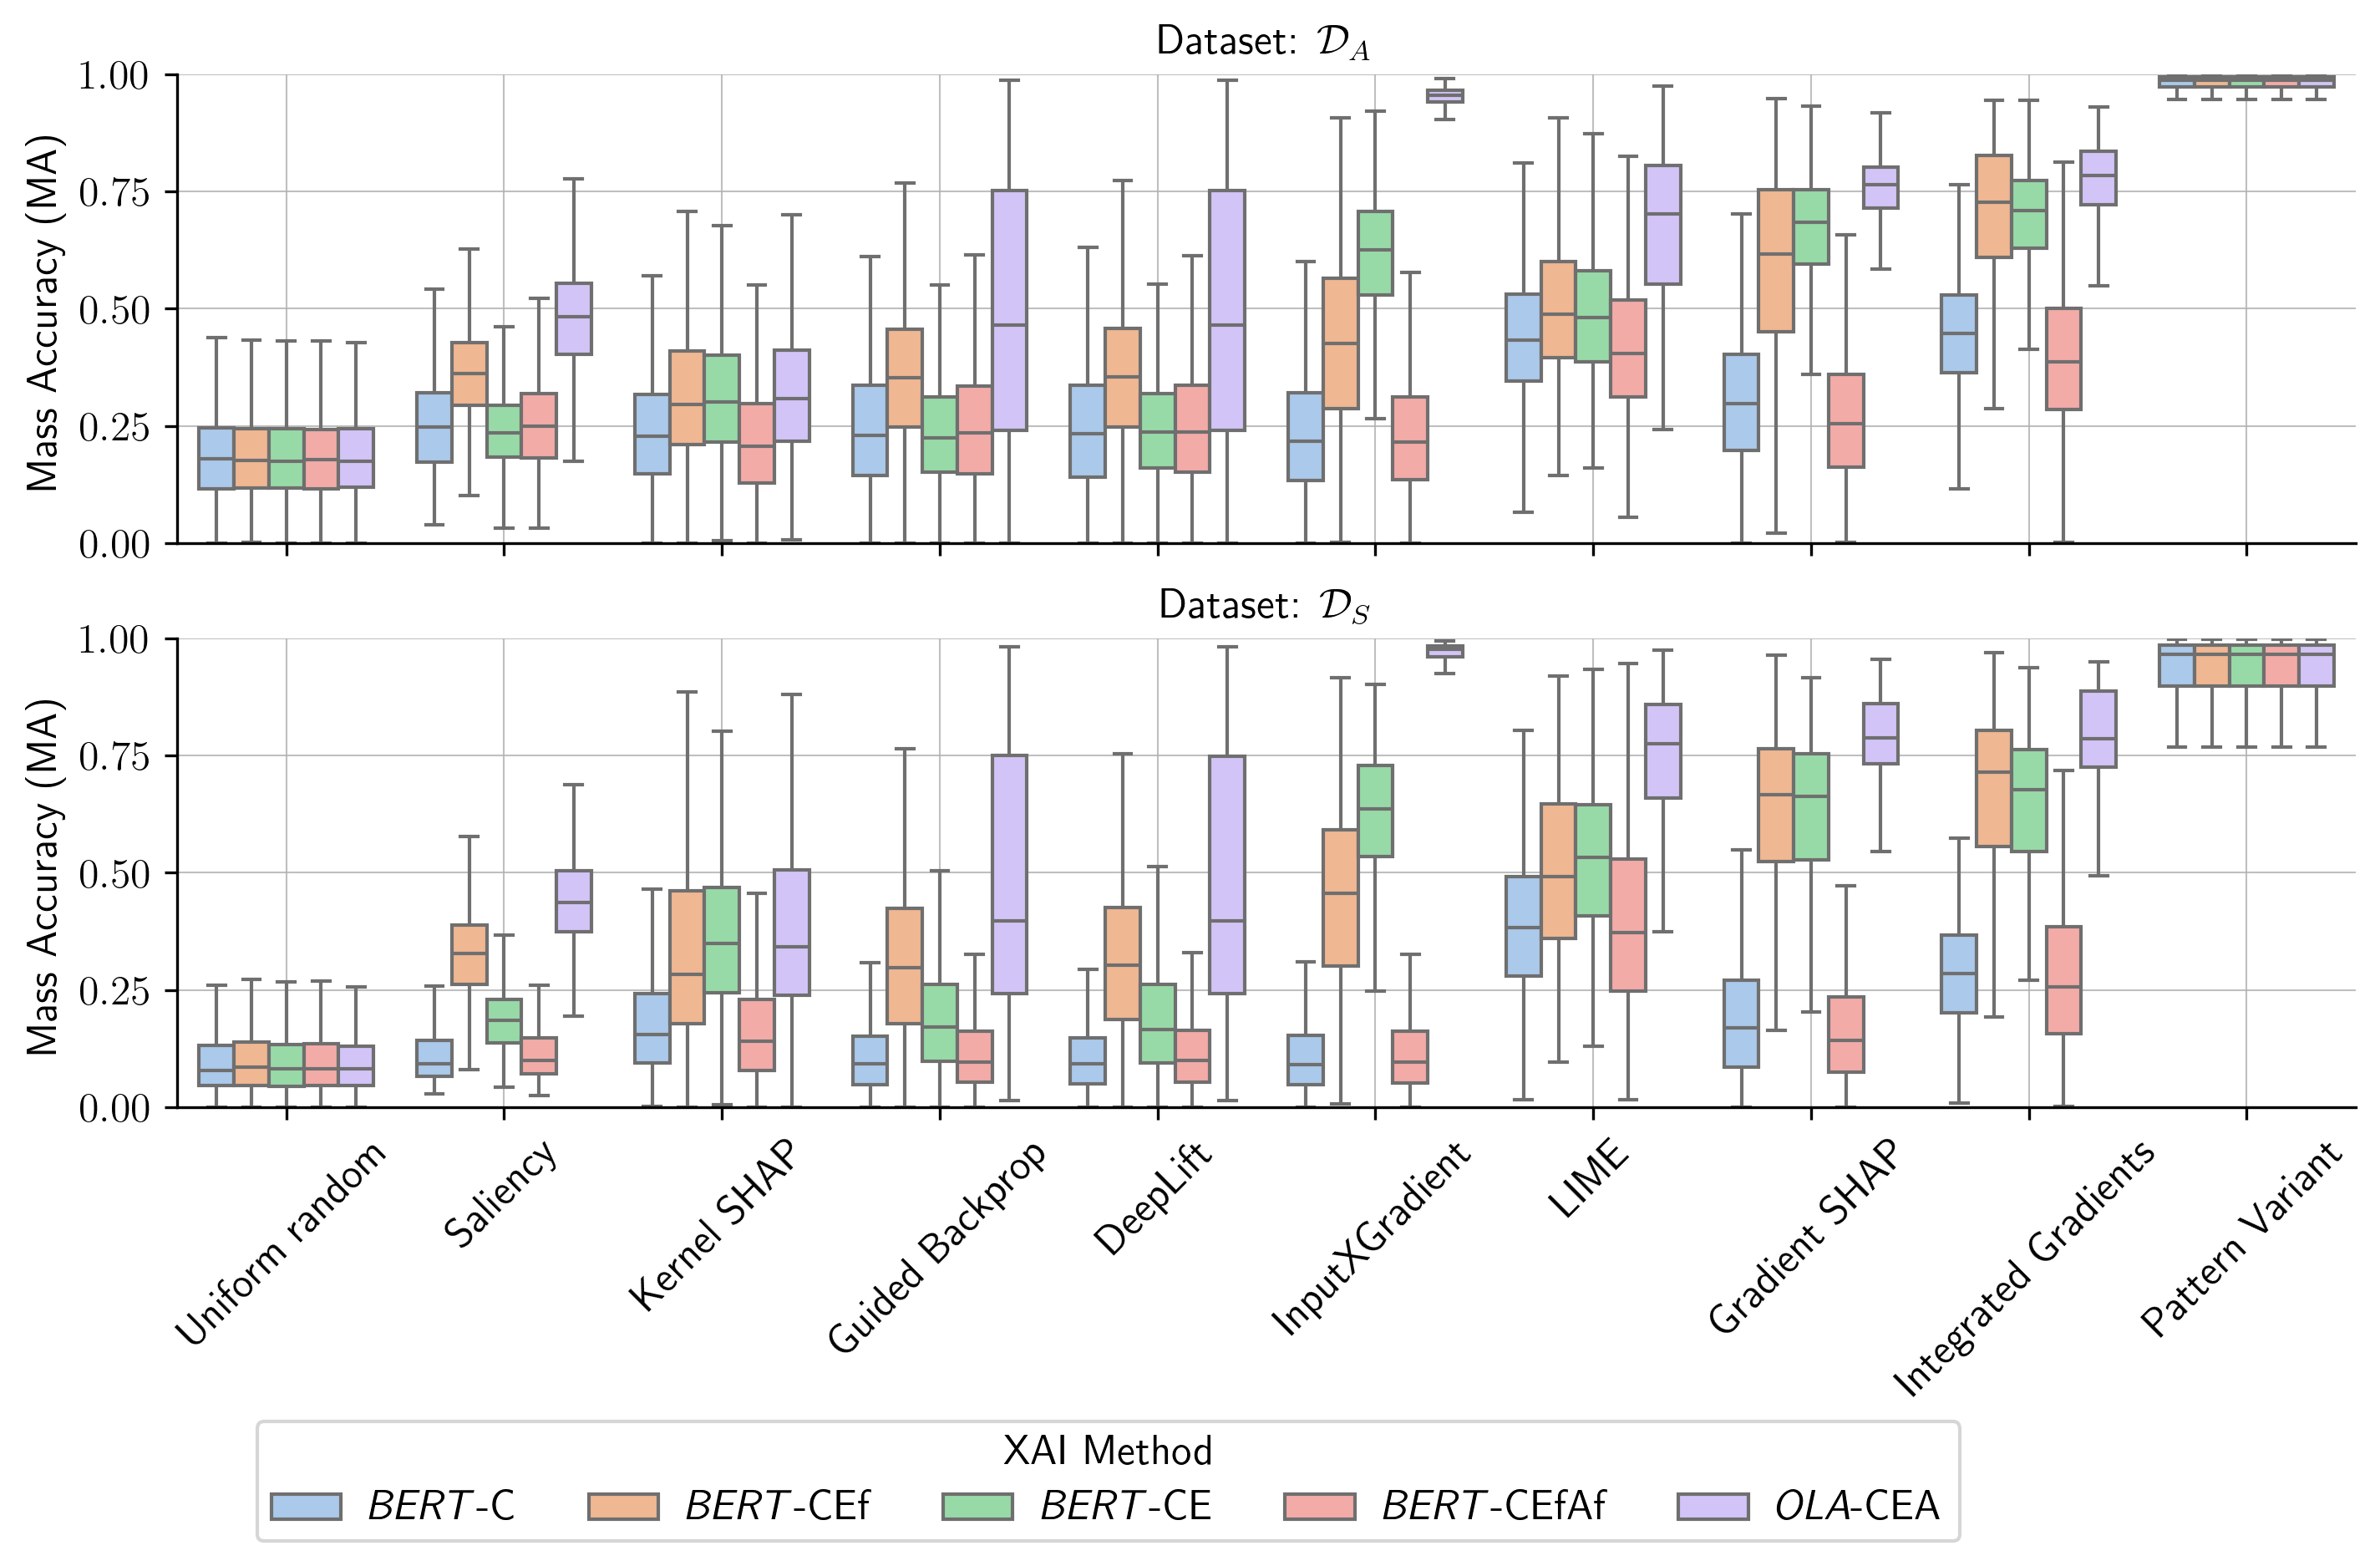 Dataset: 𝒟_A
1.00
0.75
0.50
0.25
0.00
Mass Accuracy (MA)
Dataset: 𝒟_S
1.00
0.75
0.50
0.25
0.00
Mass Accuracy (MA)
Uniform random
Saliency
Kernel SHAP
Guided Backprop
DeepLift
InputXGradient
LIME
Gradient SHAP
Integrated Gradients
Pattern Variant
XAI Method
BERT-C BERT-CEf BERT-CE BERT-CEfAf OLA-CEA